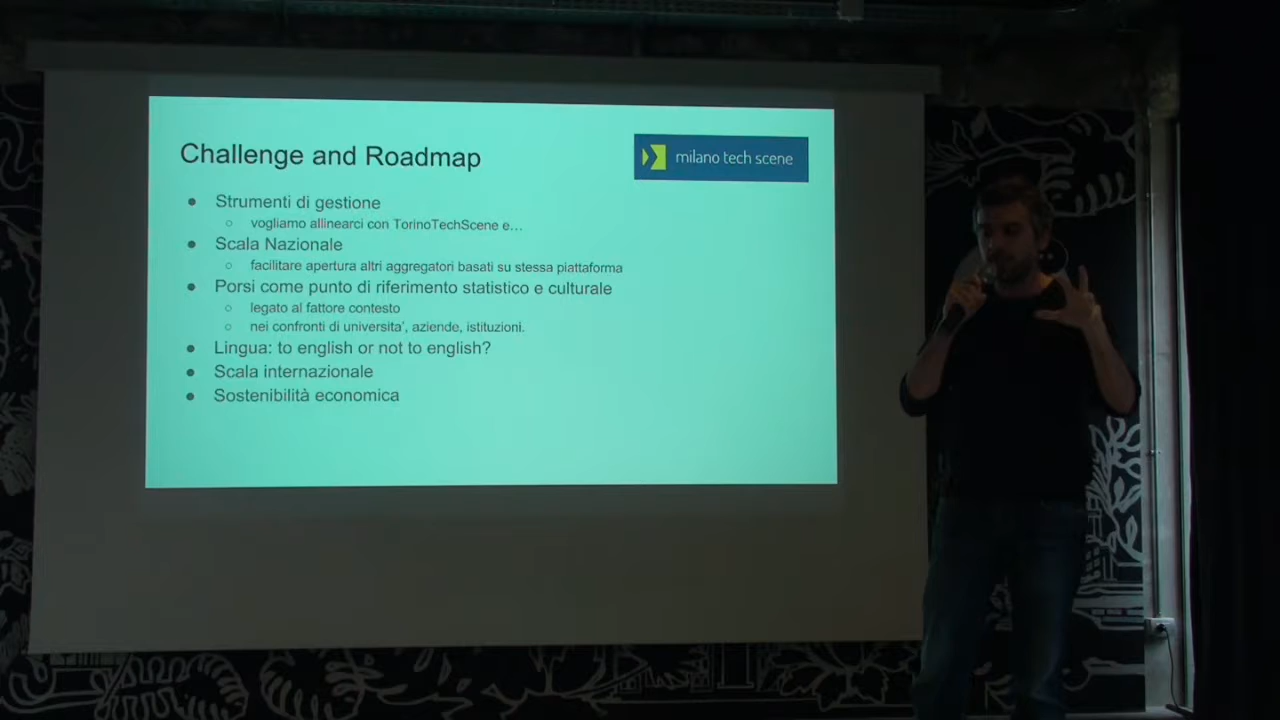 Challenge and Roadmap
milano tech scene
● Strumenti di gestione
○ vogliamo allinearci con TorinoTechScene e…
● Scala Nazionale
○ facilitare apertura altri aggregatori basati su stessa piattaforma
● Porsi come punto di riferimento statistico e culturale
○ legato al fattore contesto
○ nei confronti di universita', aziende, istituzioni.
● Lingua: to english or not to english?
● Scala internazionale
● Sostenibilità economica